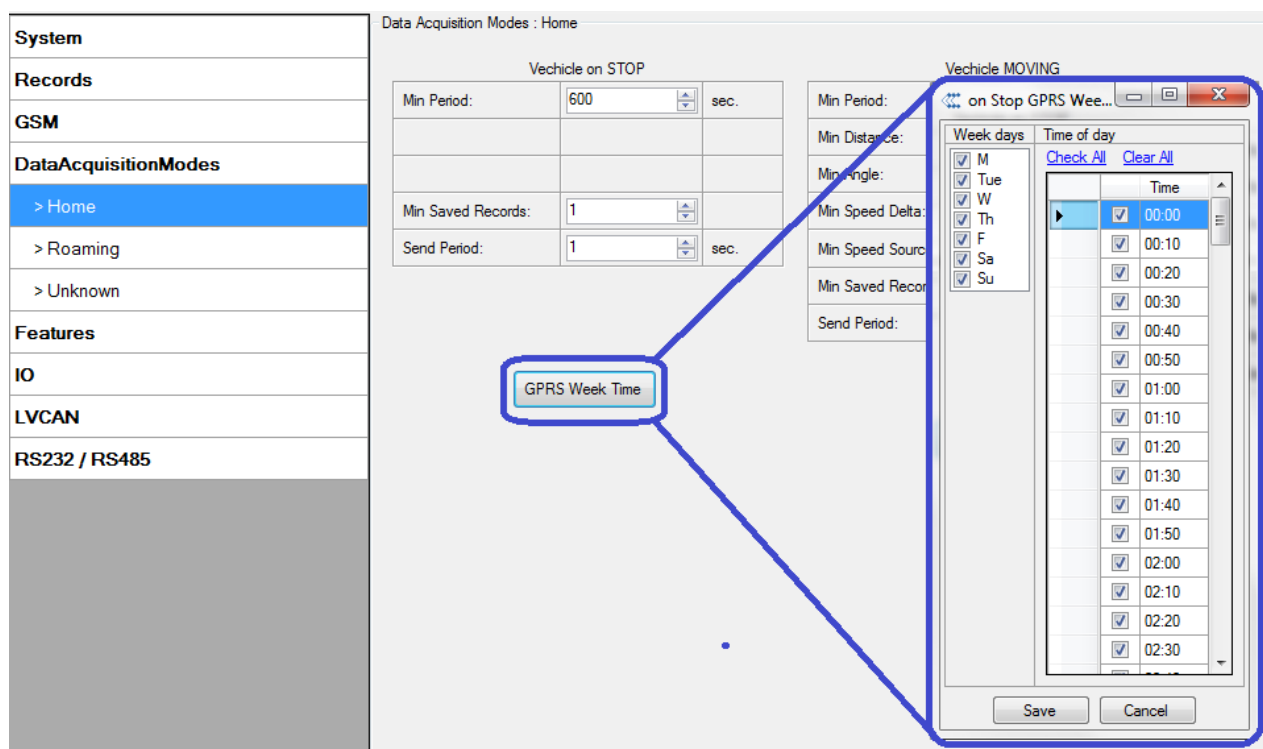 System
Records
GSM
DataAcquisitionModes
> Home
> Roaming
> Unknown
Features
IO
LVCAN
RS232 / RS485
Data Acquisition Modes : Home
Vechicle on STOP
Min Period: 600 sec.
Min Saved Records: 1
Send Period: 1 sec.
GPRS Week Time
Vechicle MOVING
Min Period:
Min Distance:
Min Angle:
Min Speed Delta:
Min Speed Sourc
Min Saved Recor
Send Period:
on Stop GPRS Wee...
Week days
M
Tue
W
Th
F
Sa
Su
Time of day
Check All Clear All
Time
00:00
00:10
00:20
00:30
00:40
00:50
01:00
01:10
01:20
01:30
01:40
01:50
02:00
02:10
02:20
02:30
Save Cancel